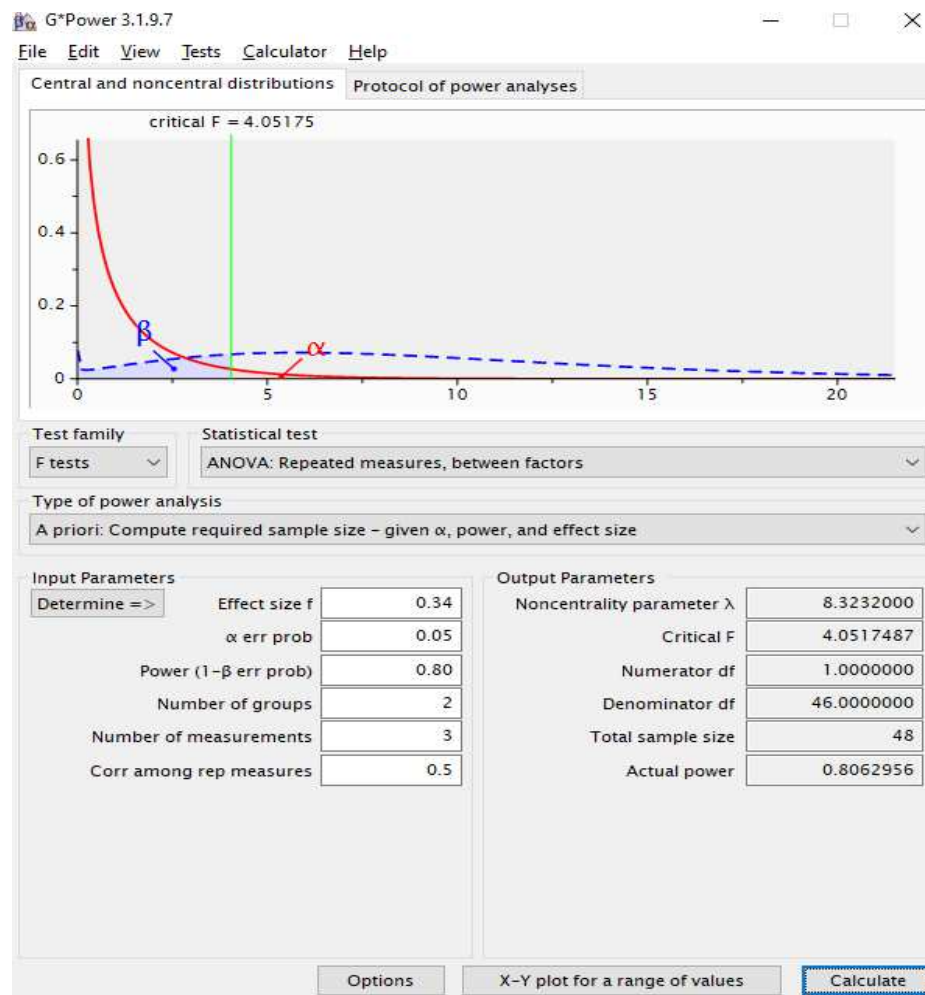 βα G*Power 3.1.9.7
File Edit View Tests Calculator Help
Central and noncentral distributions Protocol of power analyses
critical F = 4.05175
0.6
0.4
0.2
0
β
α
0 5 10 15 20
Test family Statistical test
F tests ANOVA: Repeated measures, between factors
Type of power analysis
A priori: Compute required sample size – given α, power, and effect size
Input Parameters Output Parameters
Determine => Effect size f 0.34 Noncentrality parameter λ 8.3232000
α err prob 0.05 Critical F 4.0517487
Power (1-β err prob) 0.80 Numerator df 1.0000000
Number of groups 2 Denominator df 46.0000000
Number of measurements 3 Total sample size 48
Corr among rep measures 0.5 Actual power 0.8062956
Options X-Y plot for a range of values Calculate